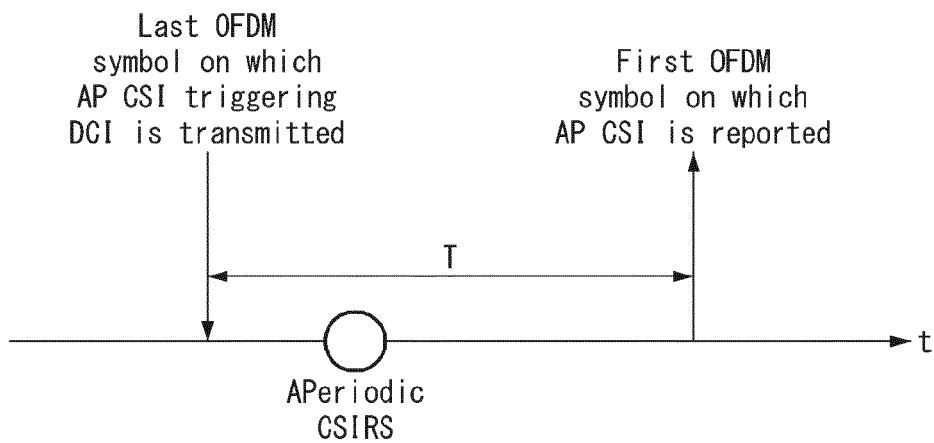 Last OFDM
symbol on which
AP CSI triggering
DCI is transmitted
First OFDM
symbol on which
AP CSI is reported
T
t
APeriodic
CSIRS